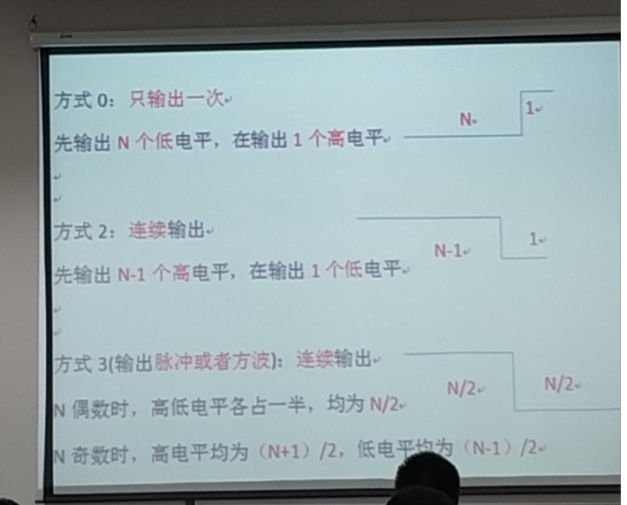 方式 0：只输出一次
N
1
先输出 N 个低电平，在输出 1 个高电平
方式 2：连续输出
N-1
1
先输出 N-1 个高电平，在输出 1 个低电平
方式 3(输出脉冲或者方波)：连续输出
N/2
N/2
N 偶数时，高低电平各占一半，均为 N/2
N 奇数时，高电平均为（N+1）/2，低电平均为（N-1）/2